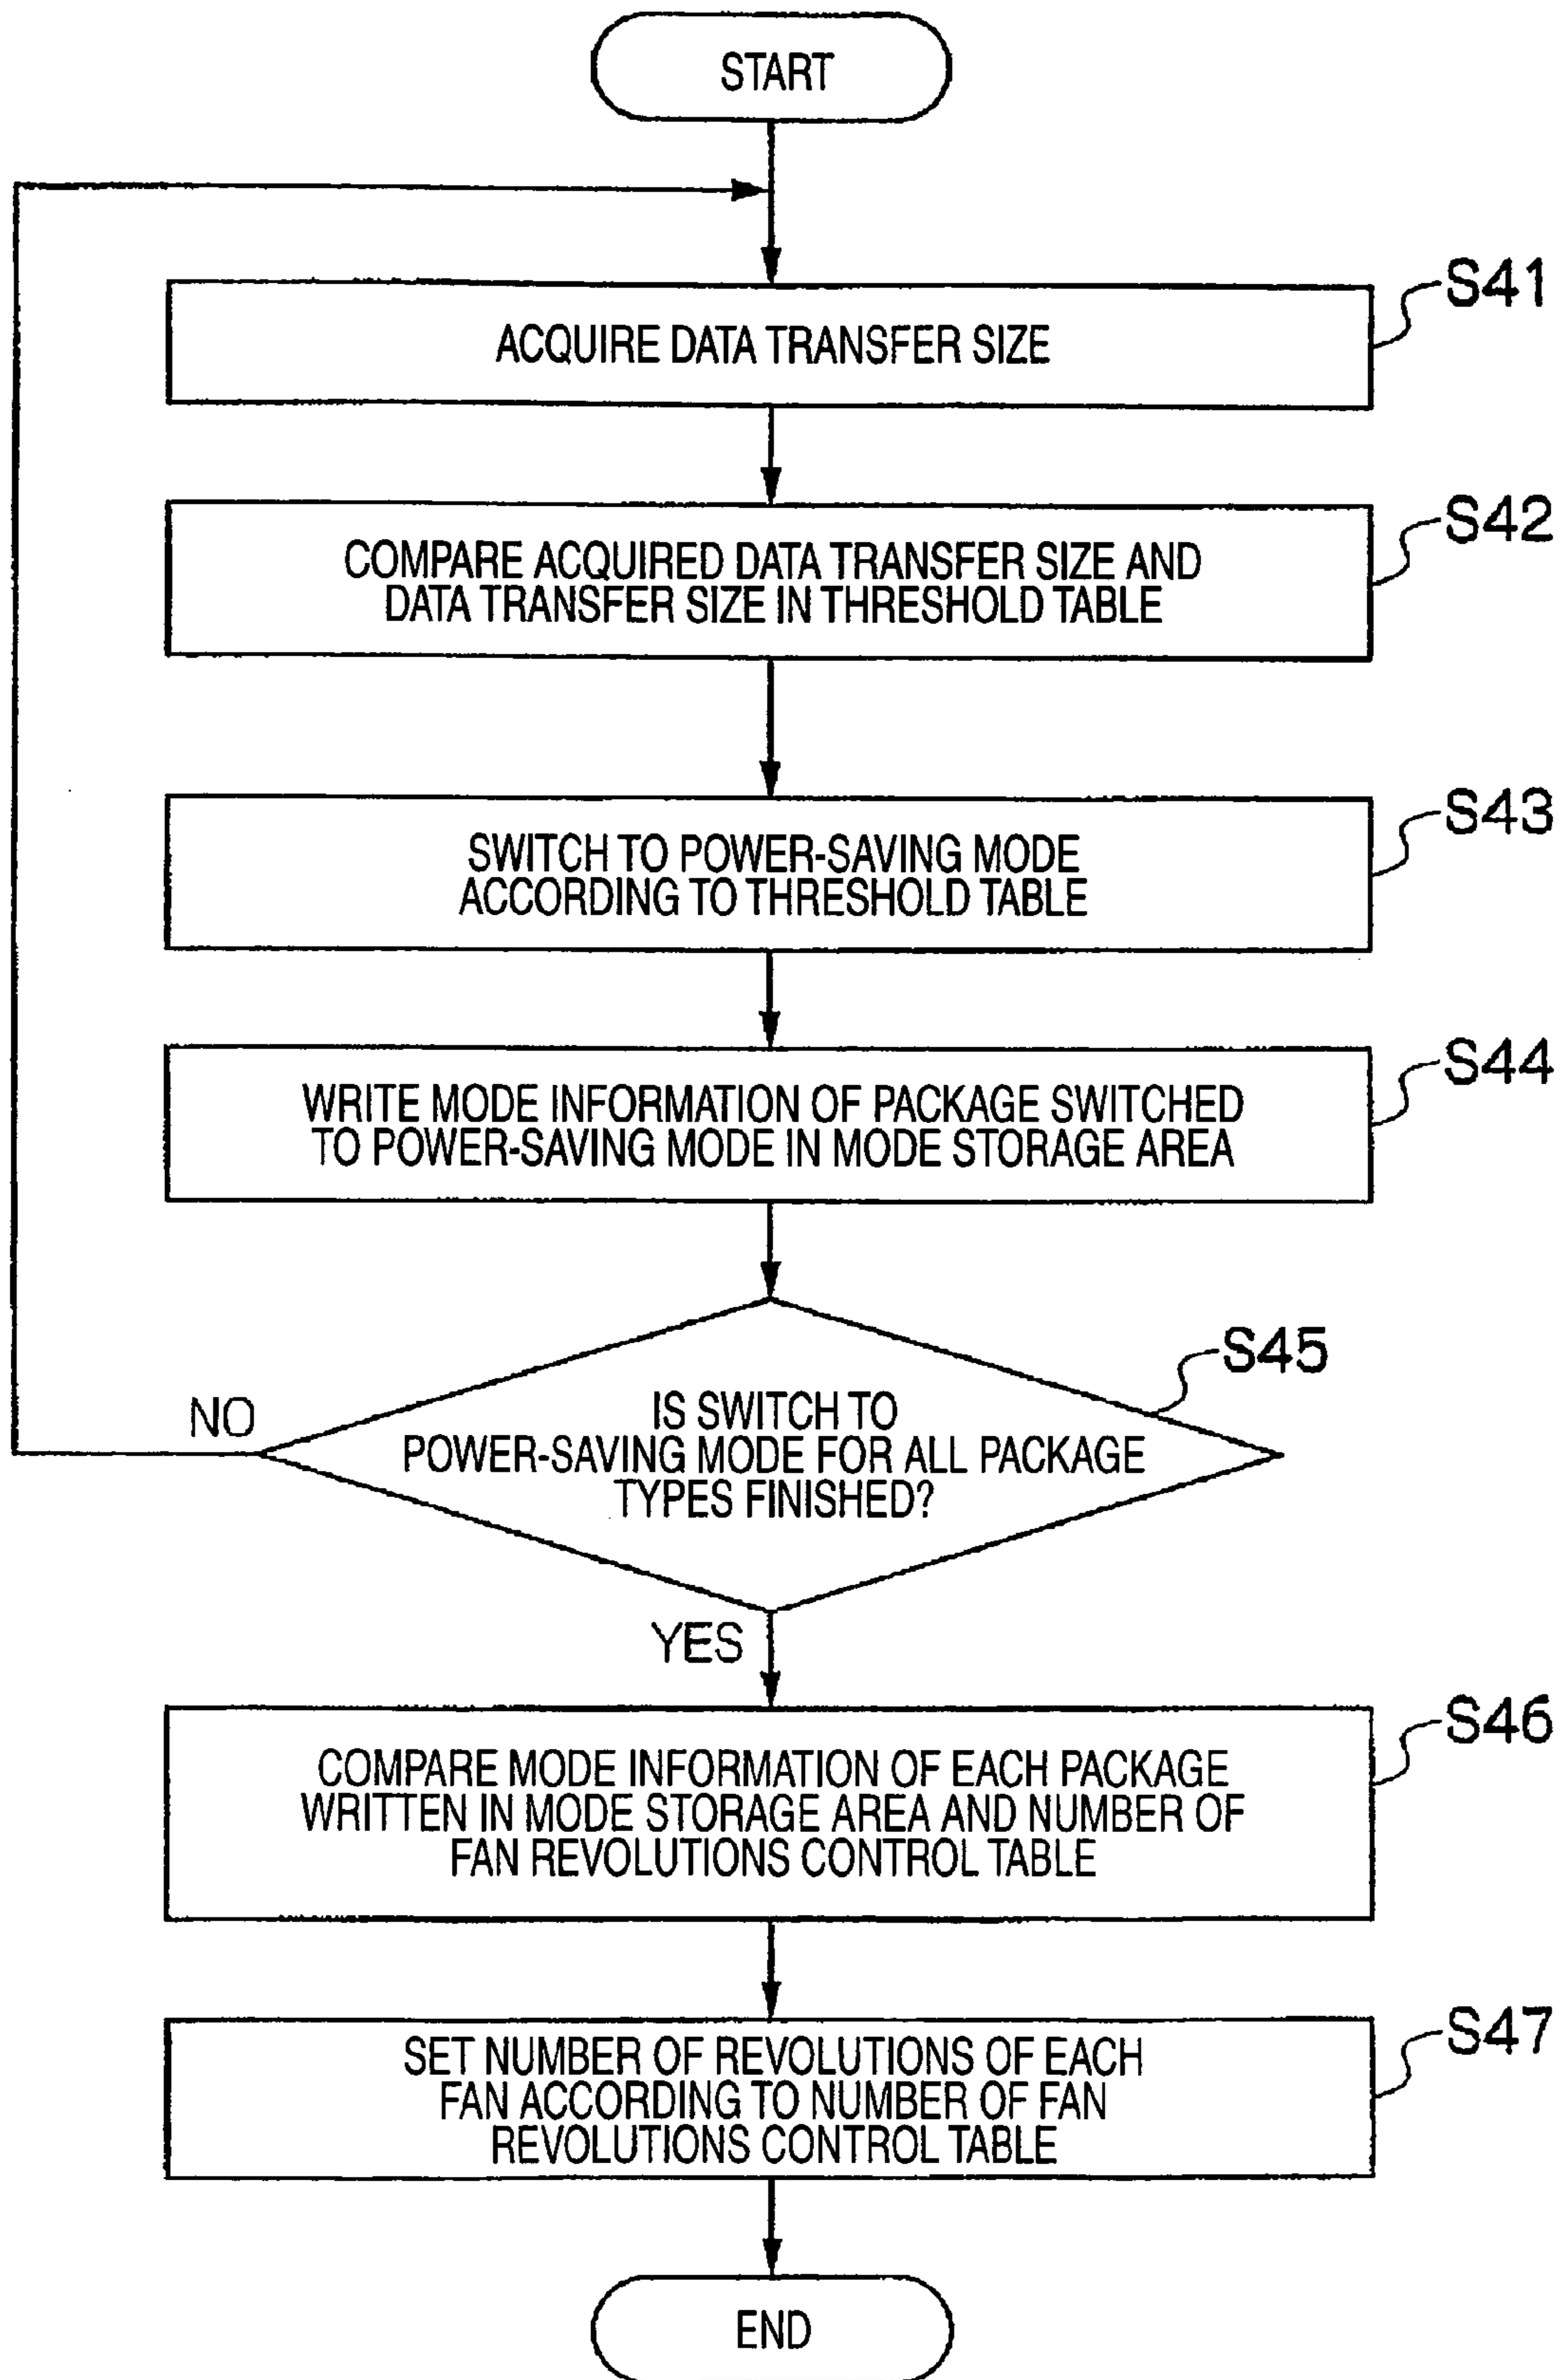 START
S41
ACQUIRE DATA TRANSFER SIZE
S42
COMPARE ACQUIRED DATA TRANSFER SIZE AND
DATA TRANSFER SIZE IN THRESHOLD TABLE
S43
SWITCH TO POWER-SAVING MODE
ACCORDING TO THRESHOLD TABLE
S44
WRITE MODE INFORMATION OF PACKAGE SWITCHED
TO POWER-SAVING MODE IN MODE STORAGE AREA
S45
NO
IS SWITCH TO
POWER-SAVING MODE FOR ALL PACKAGE
TYPES FINISHED?
YES
S46
COMPARE MODE INFORMATION OF EACH PACKAGE
WRITTEN IN MODE STORAGE AREA AND NUMBER OF
FAN REVOLUTIONS CONTROL TABLE
S47
SET NUMBER OF REVOLUTIONS OF EACH
FAN ACCORDING TO NUMBER OF FAN
REVOLUTIONS CONTROL TABLE
END